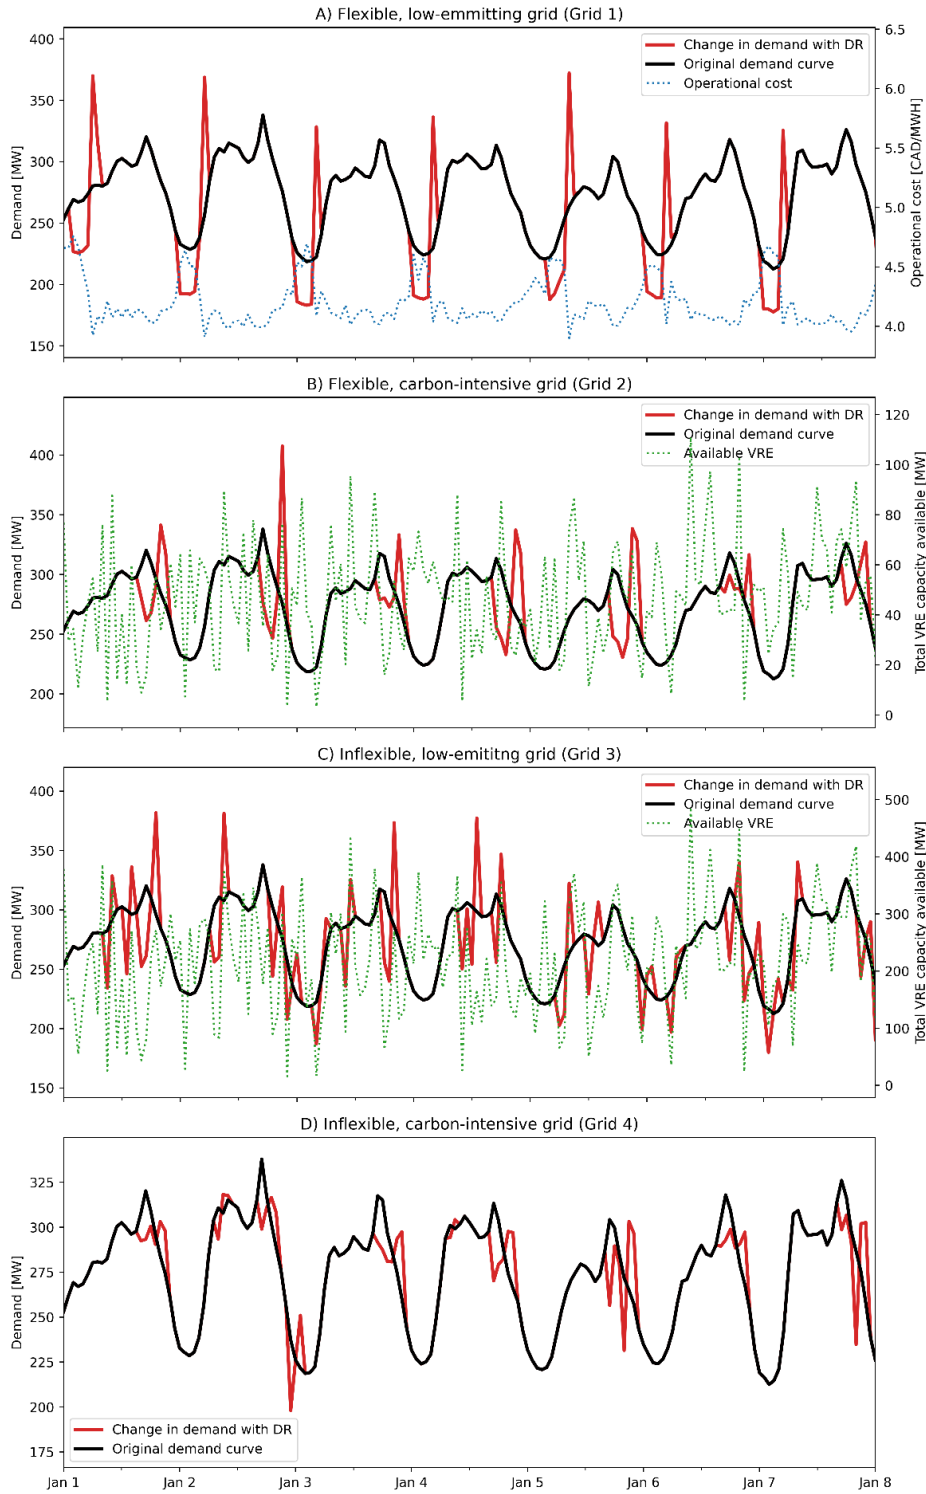 A) Flexible, low-emmitting grid (Grid 1)
400
350
300
250
200
150
Demand [MW]
6.5
6.0
5.5
5.0
4.5
4.0
Operational cost [CAD/MWH]
Change in demand with DR
Original demand curve
Operational cost
B) Flexible, carbon-intensive grid (Grid 2)
400
350
300
250
200
Demand [MW]
120
100
80
60
40
20
0
Total VRE capacity available [MW]
Change in demand with DR
Original demand curve
Available VRE
C) Inflexible, low-emititng grid (Grid 3)
400
350
300
250
200
150
Demand [MW]
500
400
300
200
100
0
Total VRE capacity available [MW]
Change in demand with DR
Original demand curve
Available VRE
D) Inflexible, carbon-intensive grid (Grid 4)
325
300
275
250
225
200
175
Demand [MW]
Change in demand with DR
Original demand curve
Jan 1
Jan 2
Jan 3
Jan 4
Jan 5
Jan 6
Jan 7
Jan 8